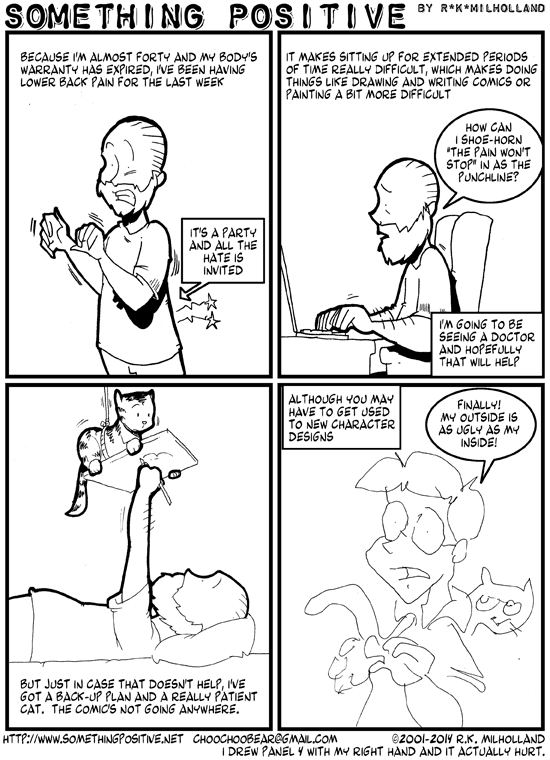 SOMETHING POSITIVE BY R*K*MILHOLLAND
BECAUSE I'M ALMOST FORTY AND MY BODY'S
WARRANTY HAS EXPIRED, I'VE BEEN HAVING
LOWER BACK PAIN FOR THE LAST WEEK
IT'S A PARTY
AND ALL THE
HATE IS
INVITED
IT MAKES SITTING UP FOR EXTENDED PERIODS
OF TIME REALLY DIFFICULT, WHICH MAKES DOING
THINGS LIKE DRAWING AND WRITING COMICS OR
PAINTING A BIT MORE DIFFICULT
HOW CAN
I SHOE-HORN
"THE PAIN WON'T
STOP" IN AS THE
PUNCHLINE?
I'M GOING TO BE
SEEING A DOCTOR
AND HOPEFULLY
THAT WILL HELP
BUT JUST IN CASE THAT DOESN'T HELP, I'VE
GOT A BACK-UP PLAN AND A REALLY PATIENT
CAT. THE COMIC'S NOT GOING ANYWHERE.
ALTHOUGH YOU MAY
HAVE TO GET USED
TO NEW CHARACTER
DESIGNS
FINALLY!
MY OUTSIDE IS
AS UGLY AS MY
INSIDE!
HTTP://WWW.SOMETHINGPOSITIVE.NET CHOOCHOOBEAR@GMAIL.COM ©2001-2014 R.K. MILHOLLAND
I DREW PANEL 4 WITH MY RIGHT HAND AND IT ACTUALLY HURT.